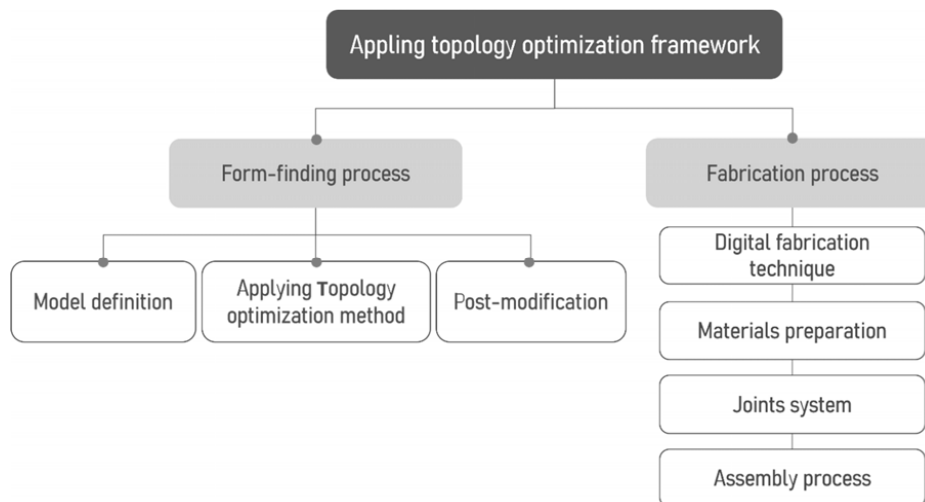 Appling topology optimization framework
Form-finding process
Fabrication process
Model definition
Applying Topology
optimization method
Post-modification
Digital fabrication
technique
Materials preparation
Joints system
Assembly process